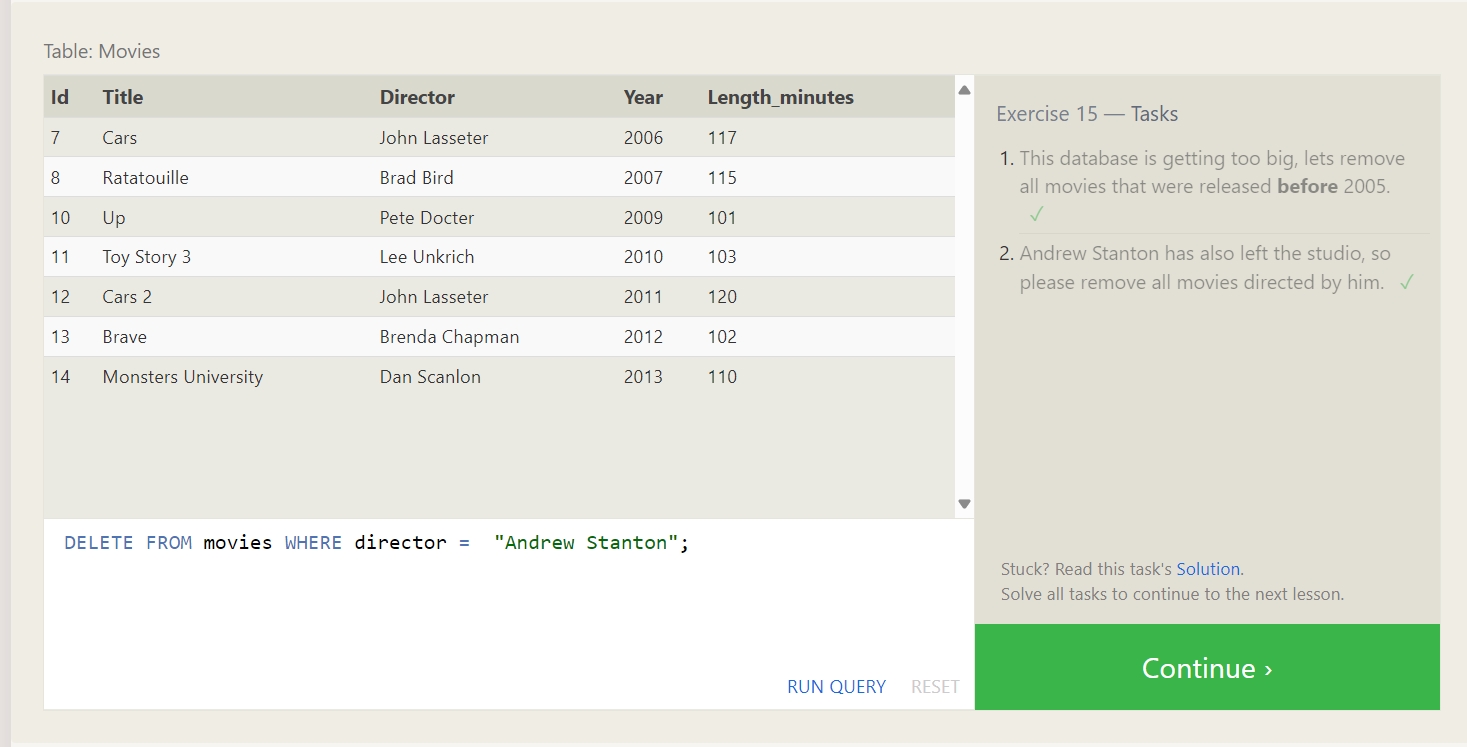 Table: Movies
Id Title Director Year Length_minutes
7 Cars John Lasseter 2006 117
8 Ratatouille Brad Bird 2007 115
10 Up Pete Docter 2009 101
11 Toy Story 3 Lee Unkrich 2010 103
12 Cars 2 John Lasseter 2011 120
13 Brave Brenda Chapman 2012 102
14 Monsters University Dan Scanlon 2013 110
DELETE FROM movies WHERE director =  "Andrew Stanton";
RUN QUERY RESET
Exercise 15 — Tasks
1. This database is getting too big, lets remove
all movies that were released before 2005.
✓
2. Andrew Stanton has also left the studio, so
please remove all movies directed by him. ✓
Stuck? Read this task's Solution.
Solve all tasks to continue to the next lesson.
Continue ›